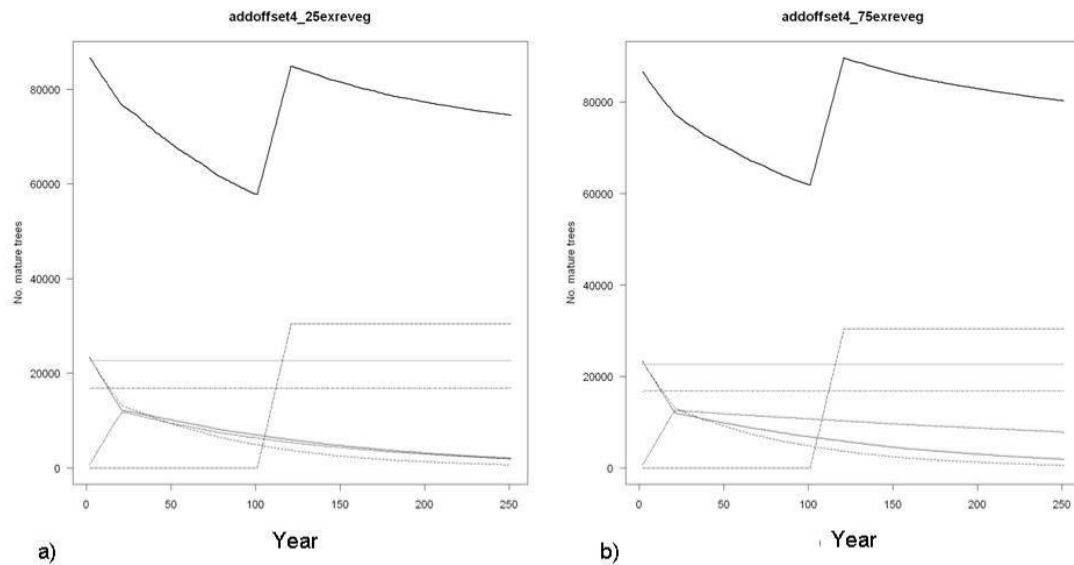 addoffset4_25exreveg
No. mature trees
80000
60000
40000
20000
0
0 50 100 150 200 250
Year
a)
addoffset4_75exreveg
No. mature trees
80000
60000
40000
20000
0
0 50 100 150 200 250
Year
b)